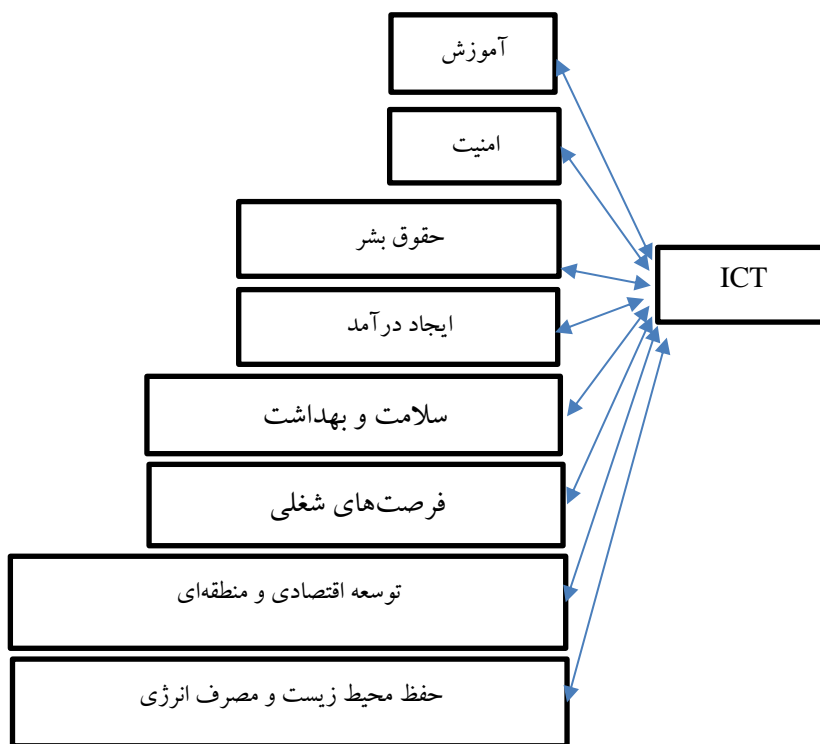 آموزش
امنیت
حقوق بشر
ICT
ایجاد درآمد
سلامت و بهداشت
فرصت‌های شغلی
توسعه اقتصادی و منطقه‌ای
حفظ محیط زیست و مصرف انرژی